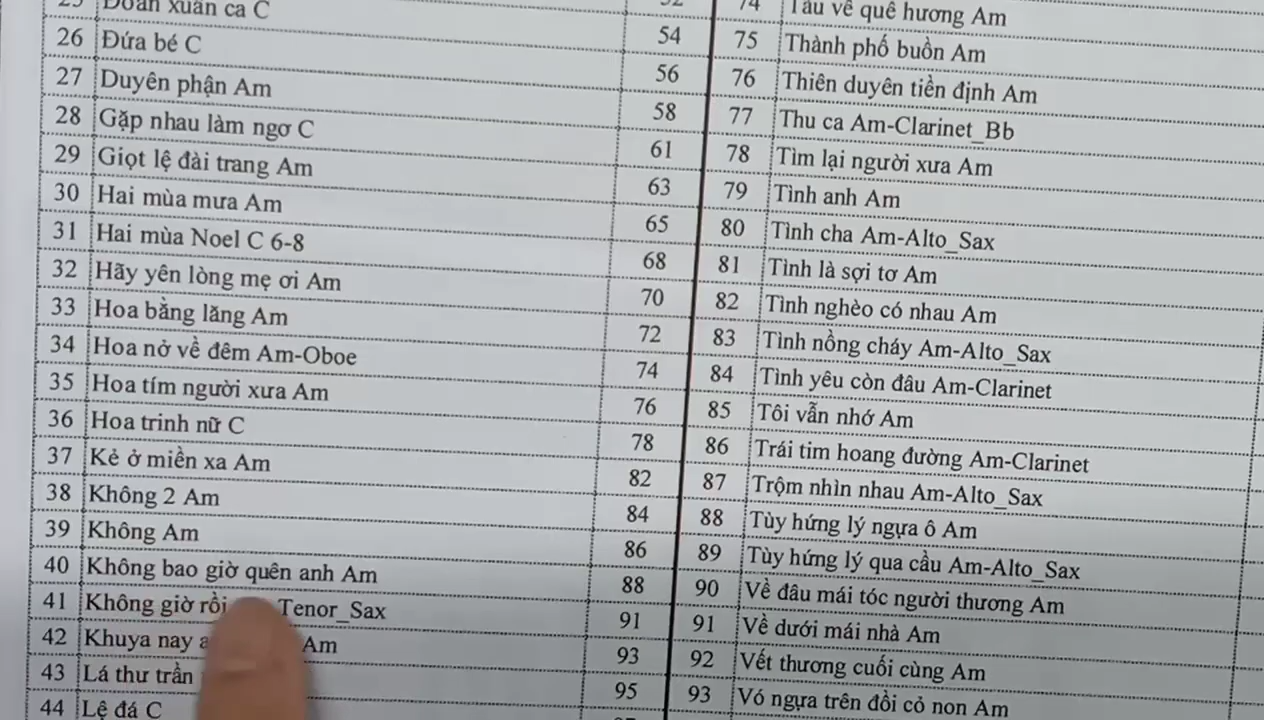 25 Đoản xuân ca C 54 75 Thành phố buồn Am
74 Tàu về quê hương Am
26 Đứa bé C 56 76 Thiên duyên tiền định Am
27 Duyên phận Am 58 77 Thu ca Am-Clarinet_Bb
28 Gặp nhau làm ngơ C 61 78 Tìm lại người xưa Am
29 Giọt lệ đài trang Am 63 79 Tình anh Am
30 Hai mùa mưa Am 65 80 Tình cha Am-Alto_Sax
31 Hai mùa Noel C 6-8 68 81 Tình là sợi tơ Am
32 Hãy yên lòng mẹ ơi Am 70 82 Tình nghèo có nhau Am
33 Hoa bằng lăng Am 72 83 Tình nồng cháy Am-Alto_Sax
34 Hoa nở về đêm Am-Oboe 74 84 Tình yêu còn đâu Am-Clarinet
35 Hoa tím người xưa Am 76 85 Tôi vẫn nhớ Am
36 Hoa trinh nữ C 78 86 Trái tim hoang đường Am-Clarinet
37 Kẻ ở miền xa Am 82 87 Trộm nhìn nhau Am-Alto_Sax
38 Không 2 Am 84 88 Tùy hứng lý ngựa ô Am
39 Không Am 86 89 Tùy hứng lý qua cầu Am-Alto_Sax
40 Không bao giờ quên anh Am 88 90 Về đâu mái tóc người thương Am
41 Không giờ rồi Tenor_Sax 91 91 Về dưới mái nhà Am
42 Khuya nay Am 93 92 Vết thương cuối cùng Am
43 Lá thư trần 95 93 Vó ngựa trên đồi cỏ non Am
44 Lệ đá C